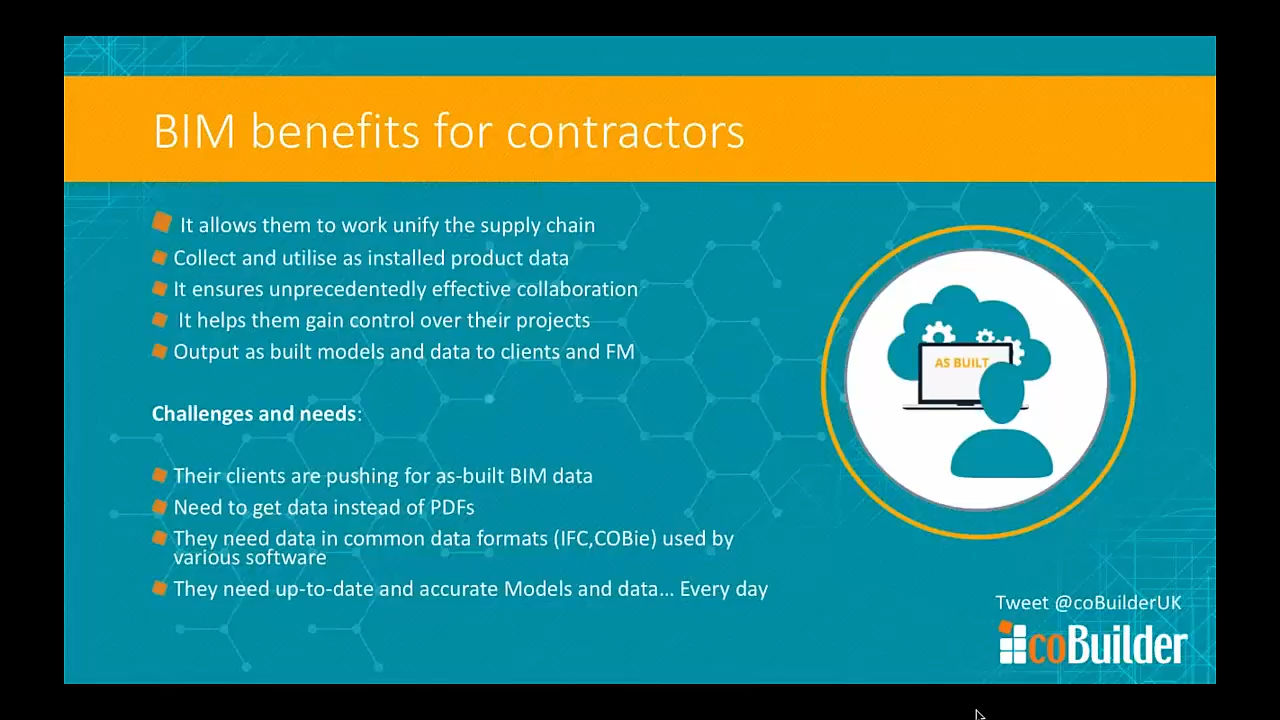 BIM benefits for contractors
It allows them to work unify the supply chain
Collect and utilise as installed product data
It ensures unprecedentedly effective collaboration
It helps them gain control over their projects
Output as built models and data to clients and FM
Challenges and needs:
Their clients are pushing for as-built BIM data
Need to get data instead of PDFs
They need data in common data formats (IFC,COBie) used by
various software
They need up-to-date and accurate Models and data... Every day
AS BUILT
Tweet @coBuilderUK
coBuilder